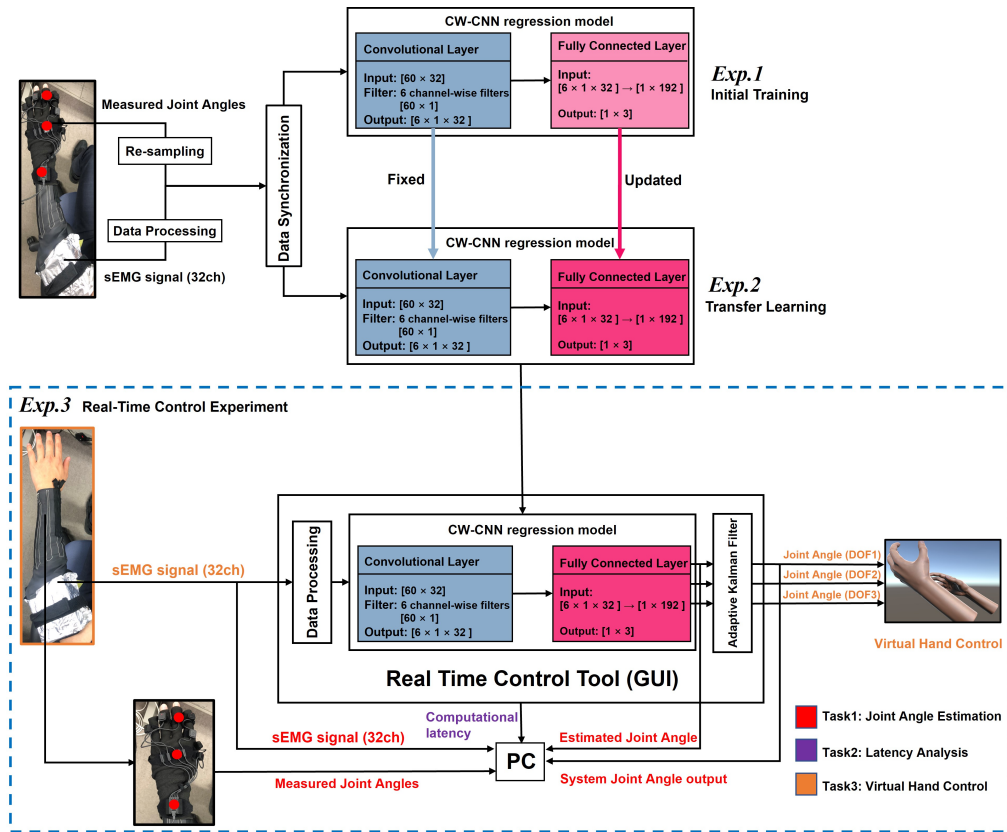 CW-CNN regression model
Convolutional Layer
Input: [60 × 32]
Filter: 6 channel-wise filters
[60 × 1]
Output: [6 × 1 × 32 ]
Fully Connected Layer
Input:
[6 × 1 × 32 ] → [1 × 192 ]
Output: [1 × 3]
Exp.1
Initial Training
Measured Joint Angles
Re-sampling
Data Processing
sEMG signal (32ch)
Data Synchronization
Fixed
Updated
CW-CNN regression model
Convolutional Layer
Input: [60 × 32]
Filter: 6 channel-wise filters
[60 × 1]
Output: [6 × 1 × 32 ]
Fully Connected Layer
Input:
[6 × 1 × 32 ] → [1 × 192 ]
Output: [1 × 3]
Exp.2
Transfer Learning
Exp.3 Real-Time Control Experiment
sEMG signal (32ch)
Data Processing
CW-CNN regression model
Convolutional Layer
Input: [60 × 32]
Filter: 6 channel-wise filters
[60 × 1]
Output: [6 × 1 × 32 ]
Fully Connected Layer
Input:
[6 × 1 × 32 ] → [1 × 192 ]
Output: [1 × 3]
Adaptive Kalman Filter
Joint Angle (DOF1)
Joint Angle (DOF2)
Joint Angle (DOF3)
Virtual Hand Control
Real Time Control Tool (GUI)
Computational
latency
sEMG signal (32ch)
Measured Joint Angles
PC
Estimated Joint Angle
System Joint Angle output
Task1: Joint Angle Estimation
Task2: Latency Analysis
Task3: Virtual Hand Control